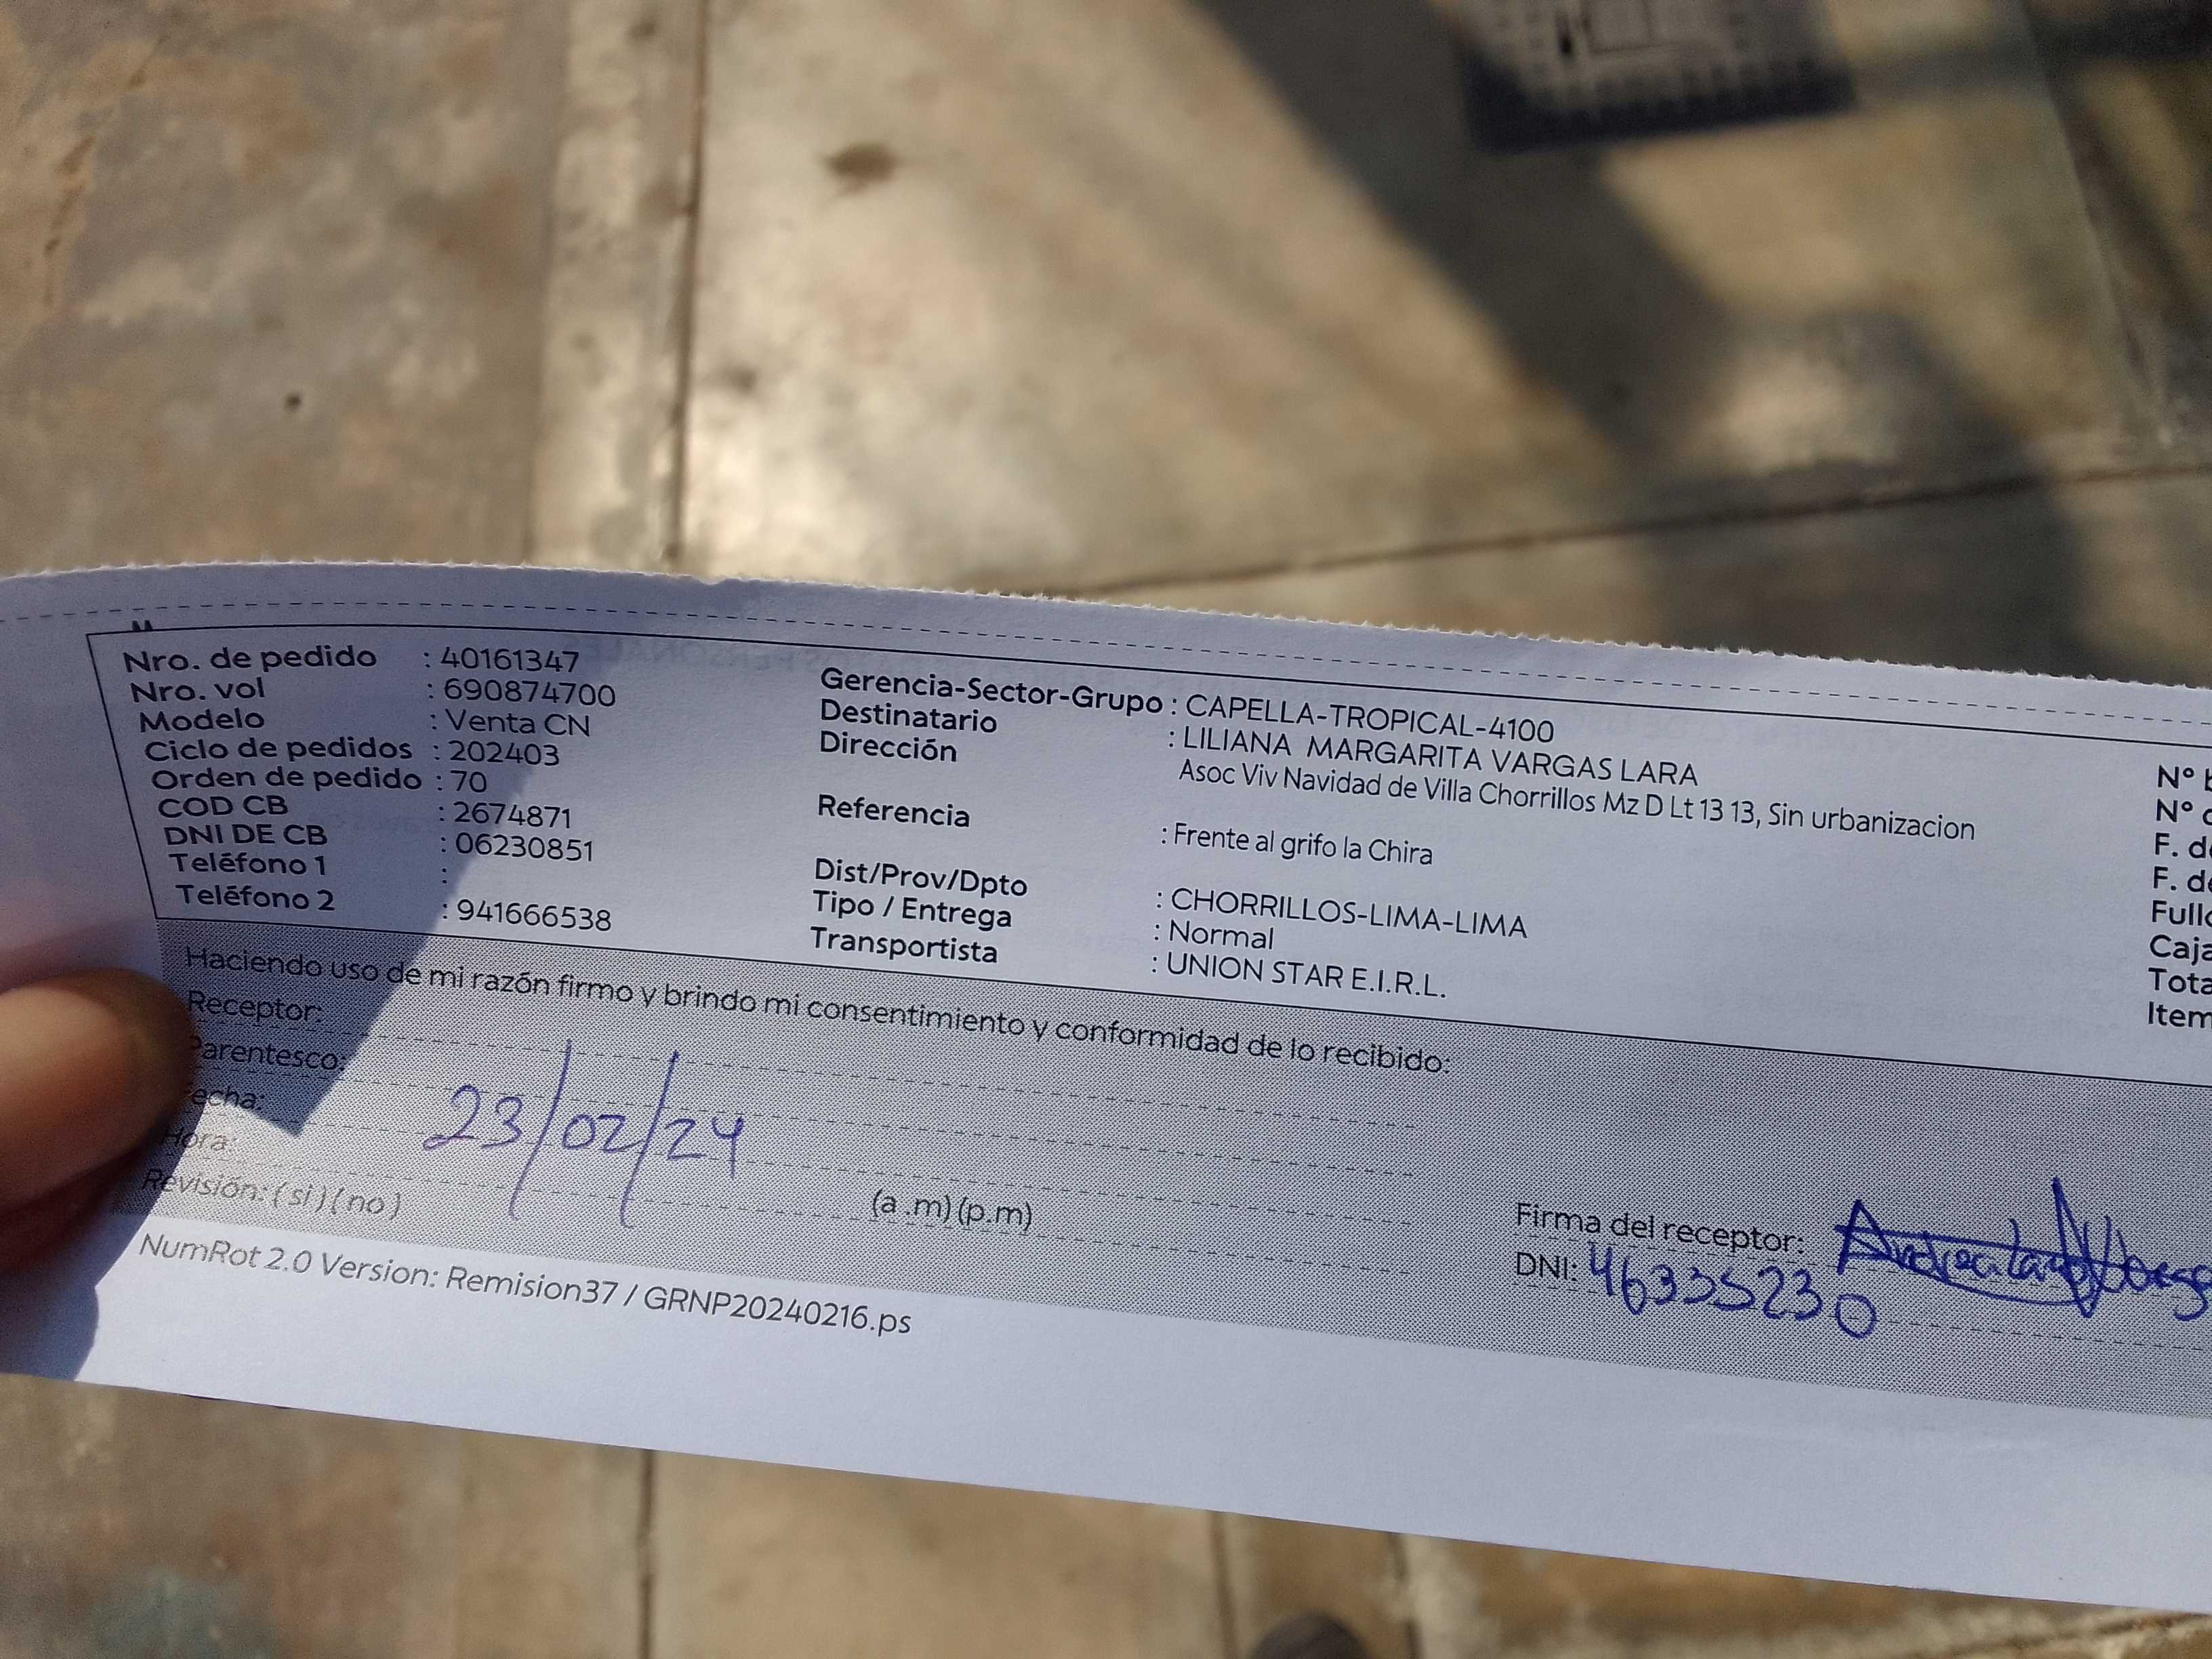 Nro. de pedido : 40161347
Nro. vol : 690874700
Modelo : Venta CN
Ciclo de pedidos : 202403
Orden de pedido : 70
COD CB : 2674871
DNI DE CB : 06230851
Teléfono 1 :
Teléfono 2 : 941666538
Gerencia-Sector-Grupo : CAPELLA-TROPICAL-4100
Destinatario : LILIANA MARGARITA VARGAS LARA
Dirección Asoc Viv Navidad de Villa Chorrillos Mz D Lt 13 13, Sin urbanizacion
Referencia : Frente al grifo la Chira
Dist/Prov/Dpto : CHORRILLOS-LIMA-LIMA
Tipo / Entrega : Normal
Transportista : UNION STAR E.I.R.L.
N°
N°
F. de
F. de
Item
Haciendo uso de mi razón firmo y brindo mi consentimiento y conformidad de lo recibido:
Receptor:
Parentesco:
Fecha: 23/02/24
Hora: (a .m) (p.m)
Revisión: ( si ) ( no )
Firma del receptor:
DNI: 46335230
NumRot 2.0 Version: Remision37 / GRNP20240216.ps